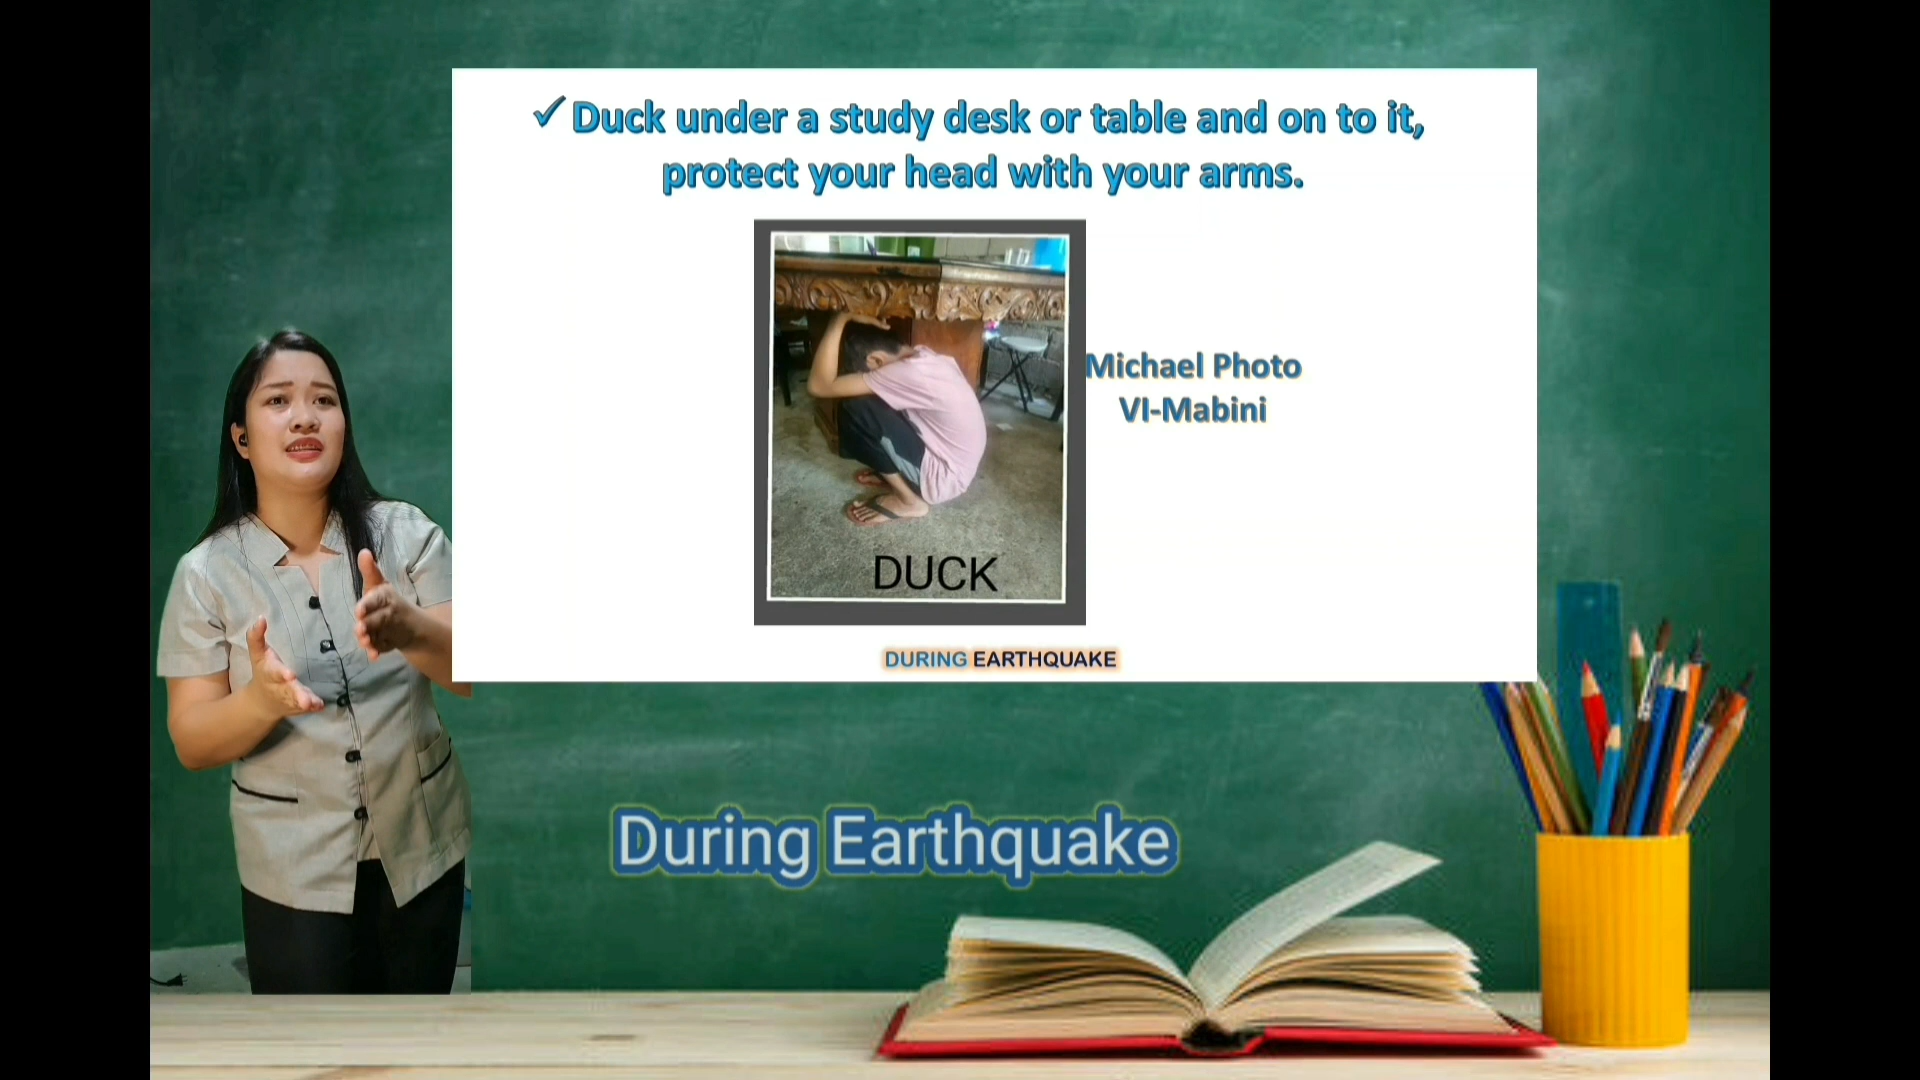 ✓Duck under a study desk or table and on to it,
protect your head with your arms.
Michael Photo
VI-Mabini
DUCK
DURING EARTHQUAKE
During Earthquake